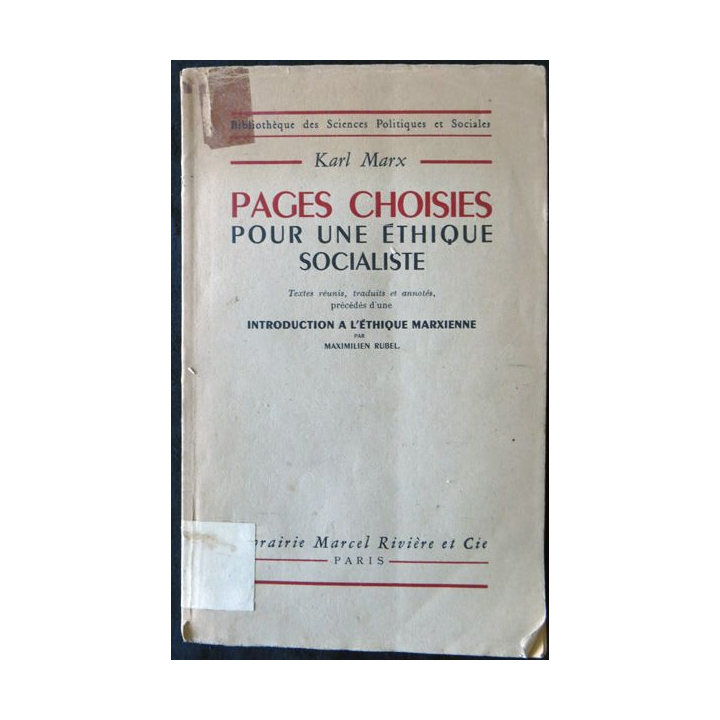 Bibliothèque des Sciences Politiques et Sociales
Karl Marx
PAGES CHOISIES
POUR UNE ÉTHIQUE
SOCIALISTE
Textes réunis, traduits et annotés,
précédés d'une
INTRODUCTION A L'ÉTHIQUE MARXIENNE
PAR
MAXIMILIEN RUBEL.
Marcel Rivière et Cie
PARIS